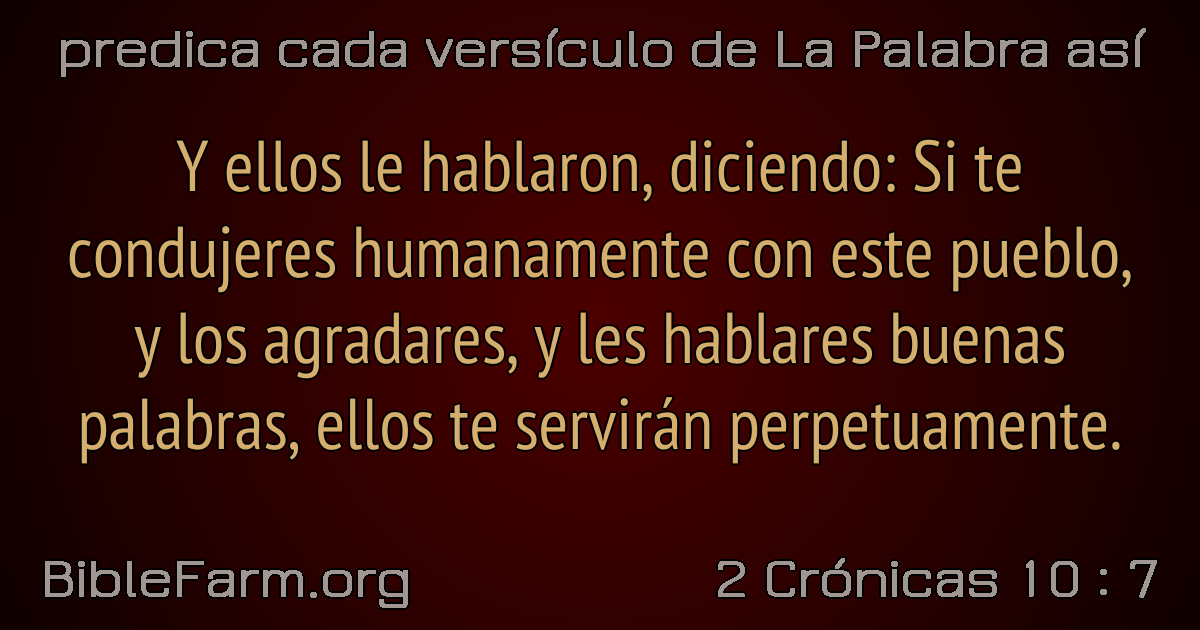 predica cada versículo de La Palabra así
Y ellos le hablaron, diciendo: Si te
condujeres humanamente con este pueblo,
y los agradares, y les hablares buenas
palabras, ellos te servirán perpetuamente.
BibleFarm.org
2 Crónicas 10 : 7